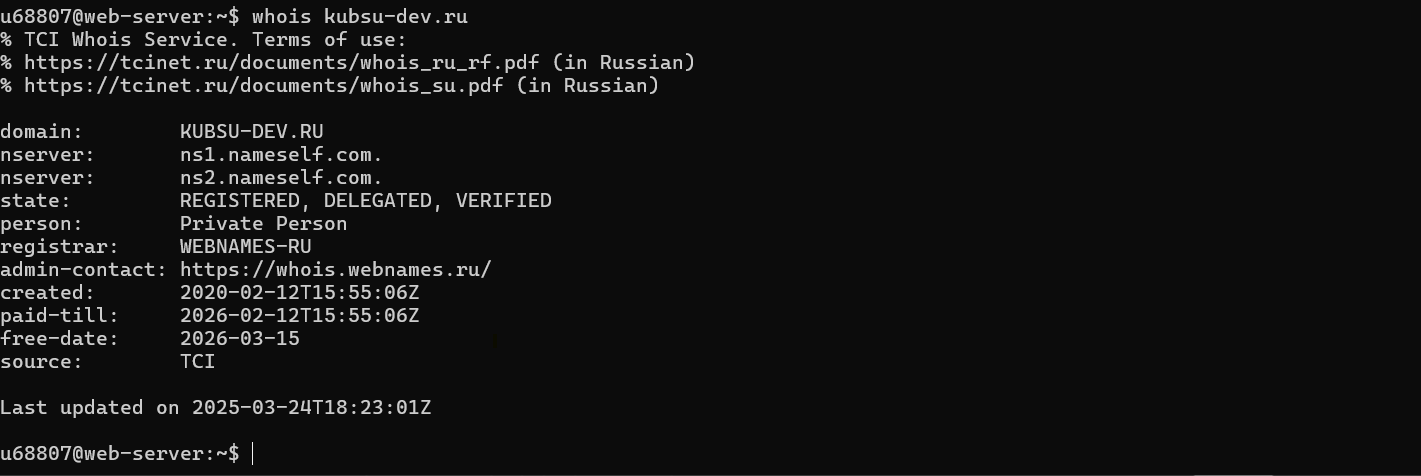 u68807@web-server:~$ whois kubsu-dev.ru
% TCI Whois Service. Terms of use:
% https://tcinet.ru/documents/whois_ru_rf.pdf (in Russian)
% https://tcinet.ru/documents/whois_su.pdf (in Russian)

domain:        KUBSU-DEV.RU
nserver:       ns1.nameself.com.
nserver:       ns2.nameself.com.
state:         REGISTERED, DELEGATED, VERIFIED
person:        Private Person
registrar:     WEBNAMES-RU
admin-contact: https://whois.webnames.ru/
created:       2020-02-12T15:55:06Z
paid-till:     2026-02-12T15:55:06Z
free-date:     2026-03-15
source:        TCI

Last updated on 2025-03-24T18:23:01Z

u68807@web-server:~$